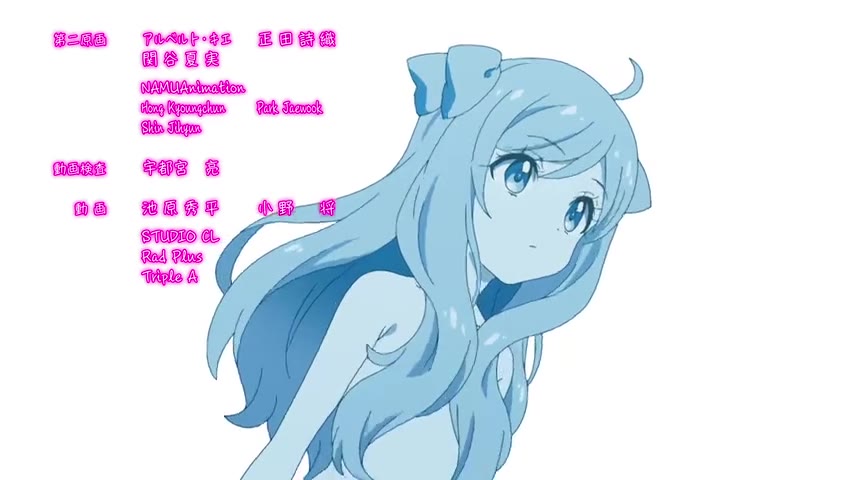 第二原画 アルベルト・キエ 正田詩織
関谷夏実
NAMUAnimation
Hong Kyoungchun Park Jaewook
Shin Jihyun
動画検査 宇都宮 亮
動画 池原秀平 小野 将
STUDIO CL
Rad Plus
Triple A